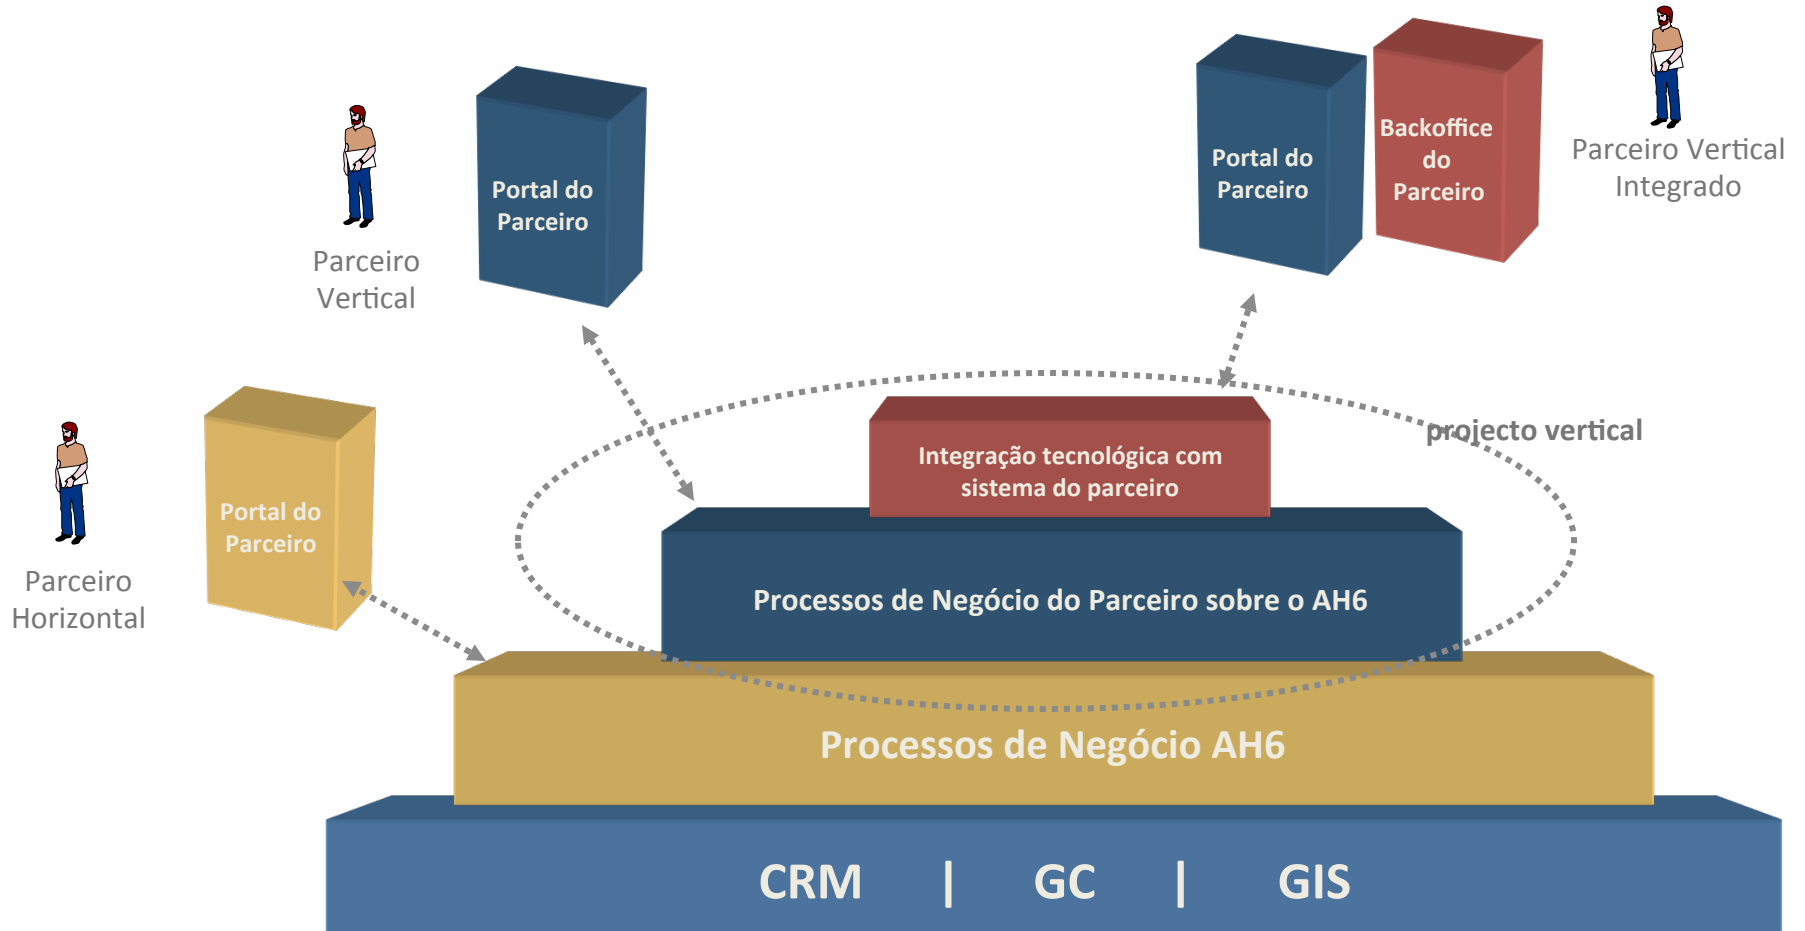 Portal do
Parceiro
Backoffice
do
Parceiro
Parceiro Vertical
Integrado
Portal do
Parceiro
Parceiro
Vertical
projecto vertical
Integração tecnológica com
sistema do parceiro
Portal do
Parceiro
Parceiro
Horizontal
Processos de Negócio do Parceiro sobre o AH6
Processos de Negócio AH6
CRM | GC | GIS